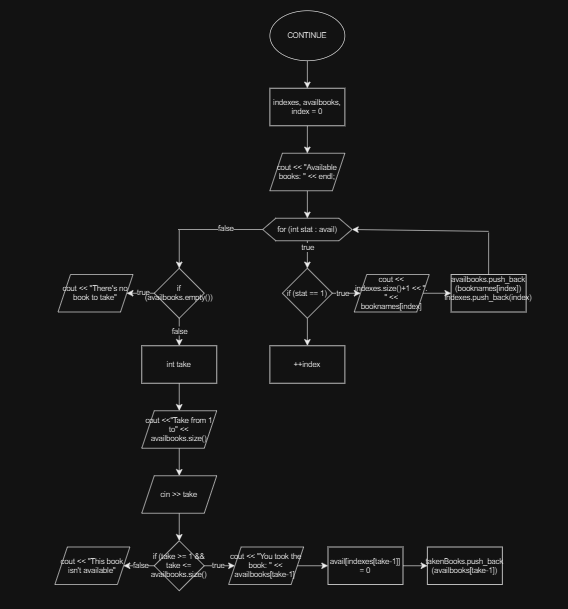 CONTINUE
indexes, availbooks,
index = 0
cout << "Available
books: " << endl;
for (int stat : avail)
false
true
cout << "There's no
book to take"
true
if
(availbooks.empty())
if (stat == 1)
true
cout <<
indexes.size()+1 << "
" <<
booknames[index]
availbooks.push_back
(booknames[index])
indexes.push_back(index)
false
int take
++index
cout <<"Take from 1
to" <<
availbooks.size()
cin >> take
cout << "This book
isn't available"
false
if (take >= 1 &&
take <=
availbooks.size()
true
cout << "You took the
book: " <<
availbooks[take-1]
avail[indexes[take-1]]
= 0
takenBooks.push_back
(availbooks[take-1])